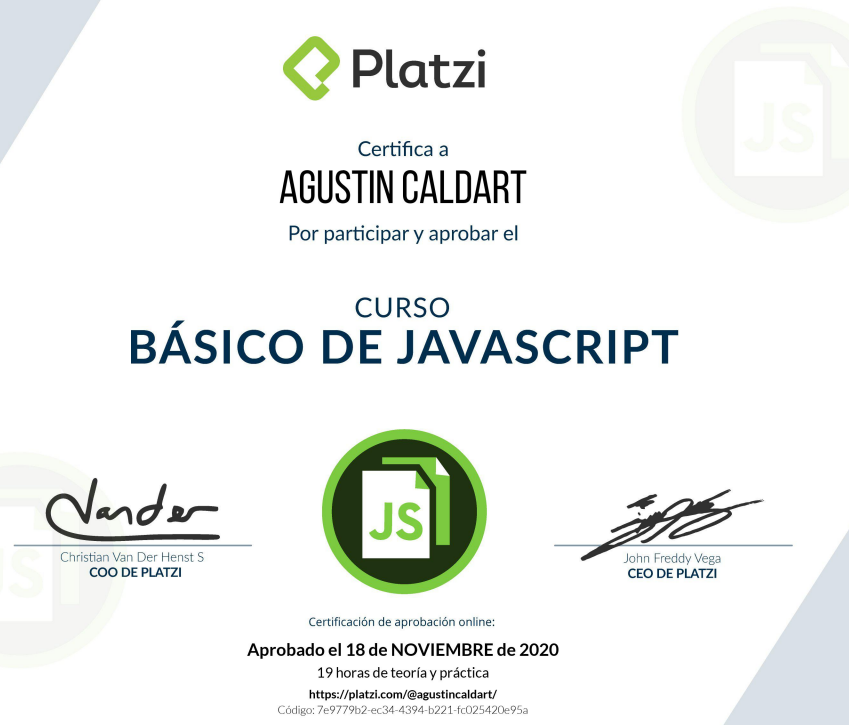 Platzi
Certifica a
AGUSTIN CALDART
Por participar y aprobar el
CURSO
BÁSICO DE JAVASCRIPT
JS
JS
JS
Vander
Christian Van Der Henst S
COO DE PLATZI
John Freddy Vega
CEO DE PLATZI
Certificación de aprobación online:
Aprobado el 18 de NOVIEMBRE de 2020
19 horas de teoría y práctica
https://platzi.com/@agustincaldart/
Código: 7e9779b2-ec34-4394-b221-fc025420e95a